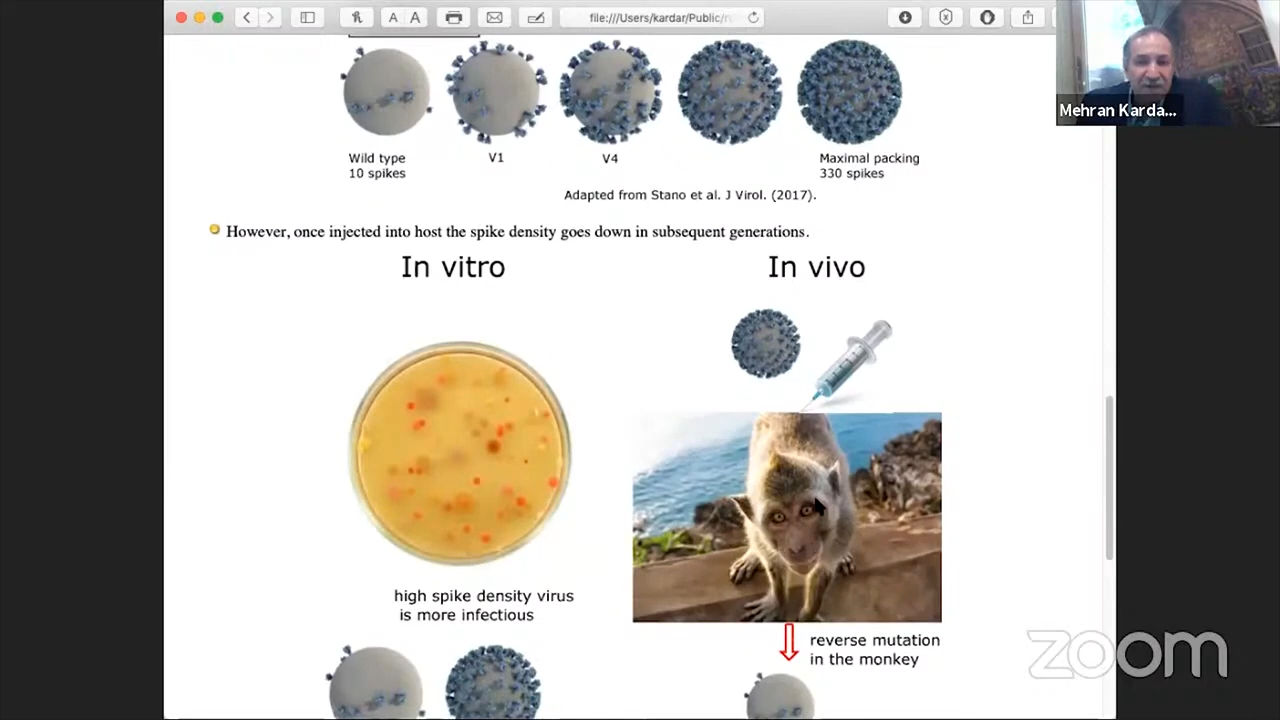 file:///Users/kardar/Public/r
A A
Mehran Karda...
Wild type
10 spikes
V1
V4
Maximal packing
330 spikes
Adapted from Stano et al. J Virol. (2017).
However, once injected into host the spike density goes down in subsequent generations.
In vitro
In vivo
high spike density virus
is more infectious
reverse mutation
in the monkey
zoom